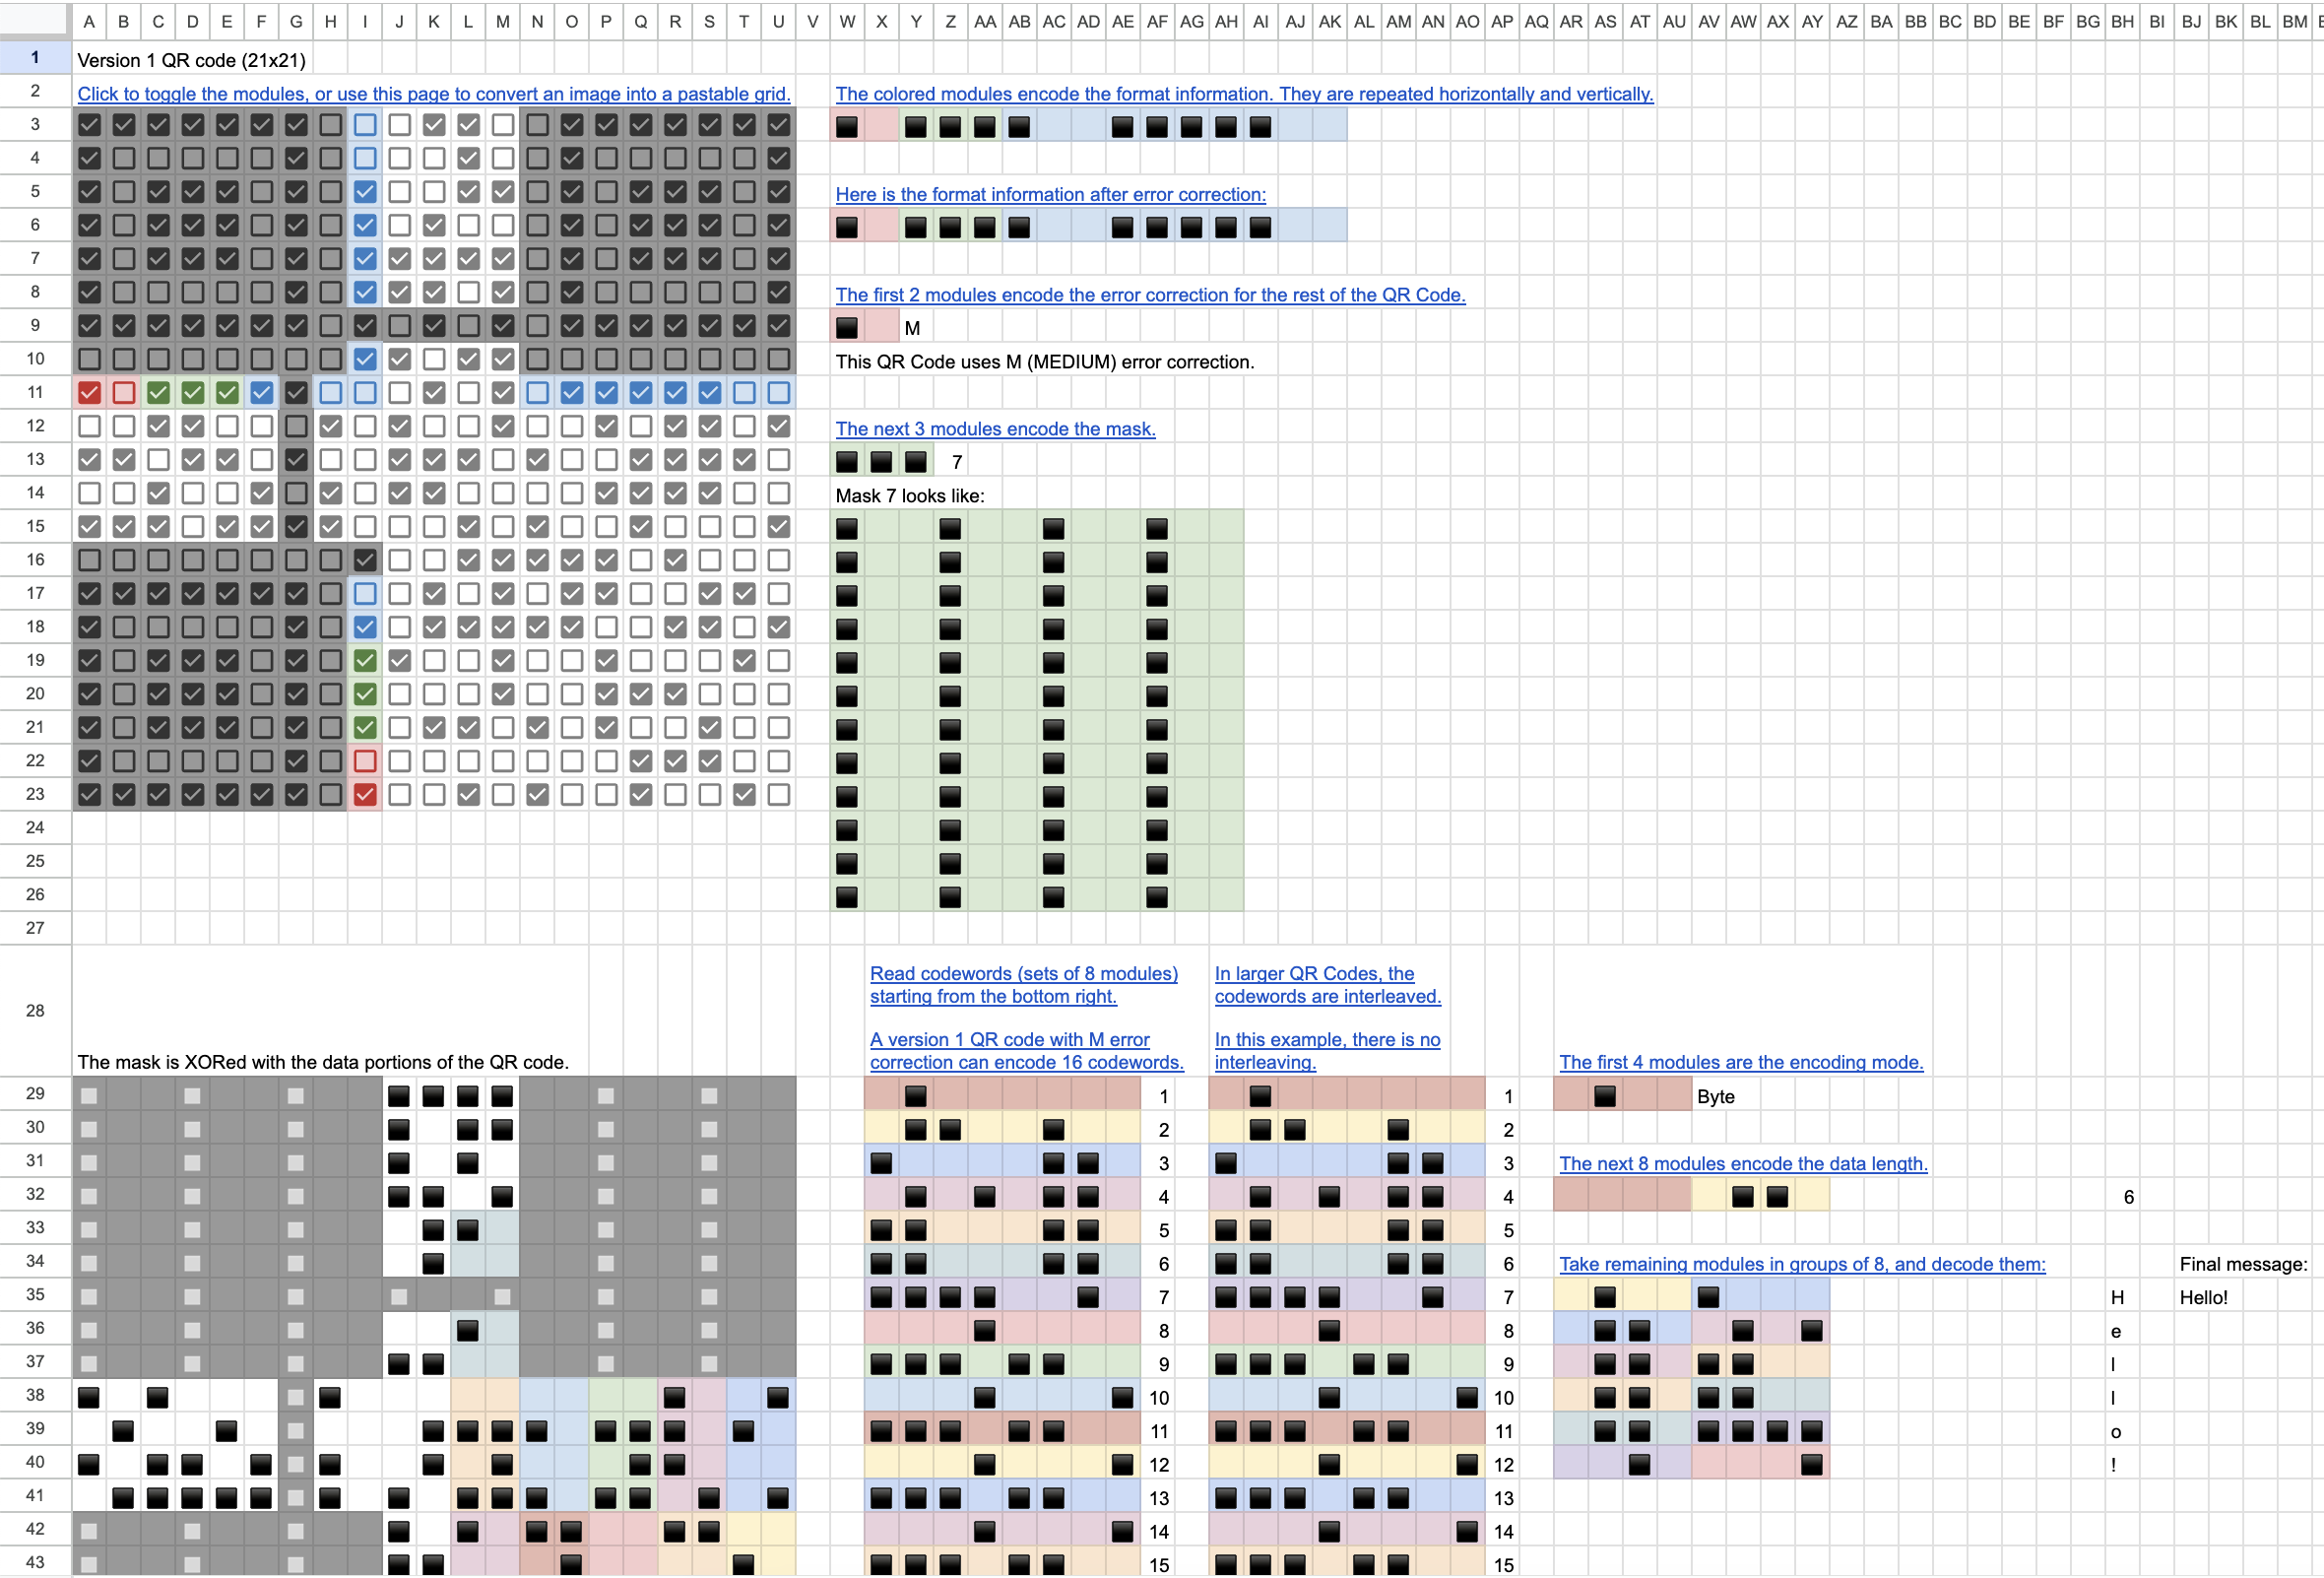 A B C D E F G H I J K L M N O P Q R S T U V W X Y Z AA AB AC AD AE AF AG AH AI AJ AK AL AM AN AO AP AQ AR AS AT AU AV AW AX AY AZ BA BB BC BD BE BF BG BH BI BJ BK BL BM
1 Version 1 QR code (21x21)
2 Click to toggle the modules, or use this page to convert an image into a pastable grid. The colored modules encode the format information. They are repeated horizontally and vertically.
3
4
5 Here is the format information after error correction:
6
7
8 The first 2 modules encode the error correction for the rest of the QR Code.
9 M
10 This QR Code uses M (MEDIUM) error correction.
11
12 The next 3 modules encode the mask.
13 7
14 Mask 7 looks like:
15
16
17
18
19
20
21
22
23
24
25
26
27
28 The mask is XORed with the data portions of the QR code.
Read codewords (sets of 8 modules)
starting from the bottom right.
A version 1 QR code with M error
correction can encode 16 codewords.
In larger QR Codes, the
codewords are interleaved.
In this example, there is no
interleaving.
The first 4 modules are the encoding mode.
29 1 1 Byte
30 2 2
31 3 3 The next 8 modules encode the data length.
32 4 4 6
33 5 5
34 6 6 Take remaining modules in groups of 8, and decode them: Final message:
35 7 7 H Hello!
36 8 8 e
37 9 9 l
38 10 10 l
39 11 11 o
40 12 12 !
41 13 13
42 14 14
43 15 15